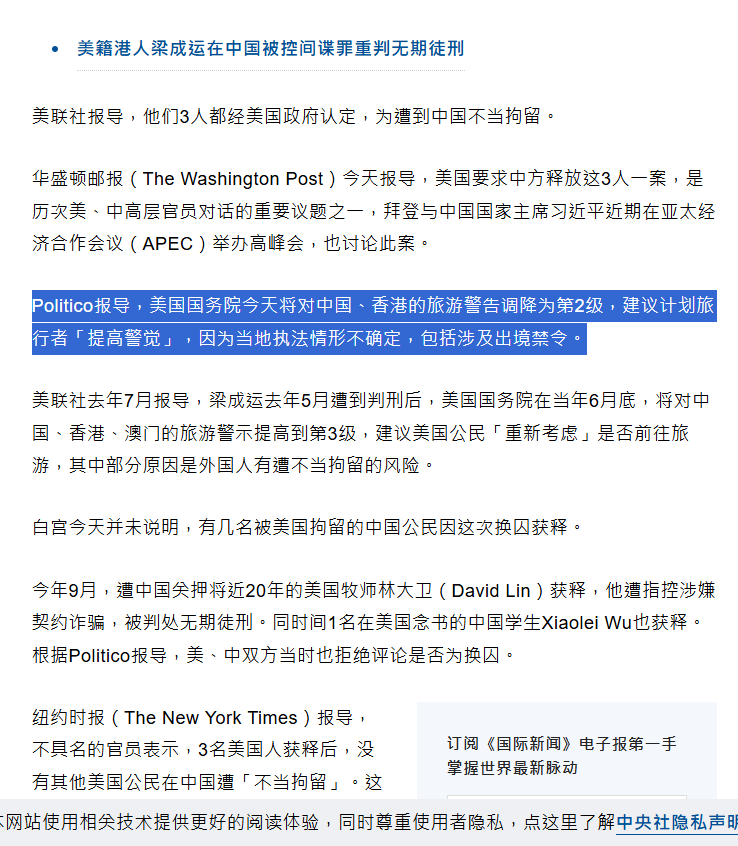 美籍港人梁成运在中国被控间谍罪重判无期徒刑
美联社报导，他们3人都经美国政府认定，为遭到中国不当拘留。
华盛顿邮报（The Washington Post）今天报导，美国要求中方释放这3人一案，是
历次美、中高层官员对话的重要议题之一，拜登与中国国家主席习近平近期在亚太经
济合作会议（APEC）举办高峰会，也讨论此案。
Politico报导，美国国务院今天将对中国、香港的旅游警告调降为第2级，建议计划旅
行者「提高警觉」，因为当地执法情形不确定，包括涉及出境禁令。
美联社去年7月报导，梁成运去年5月遭到判刑后，美国国务院在当年6月底，将对中
国、香港、澳门的旅游警示提高到第3级，建议美国公民「重新考虑」是否前往旅
游，其中部分原因是外国人有遭不当拘留的风险。
白宫今天并未说明，有几名被美国拘留的中国公民因这次换囚获释。
今年9月，遭中国关押将近20年的美国牧师林大卫（David Lin）获释，他遭指控涉嫌
契约诈骗，被判处无期徒刑。同时间1名在美国念书的中国学生Xiaolei Wu也获释。
根据Politico报导，美、中双方当时也拒绝评论是否为换囚。
纽约时报（The New York Times）报导，
不具名的官员表示，3名美国人获释后，没
有其他美国公民在中国遭「不当拘留」。这
订阅《国际新闻》电子报第一手
掌握世界最新脉动
本网站使用相关技术提供更好的阅读体验，同时尊重使用者隐私，点这里了解中央社隐私声明